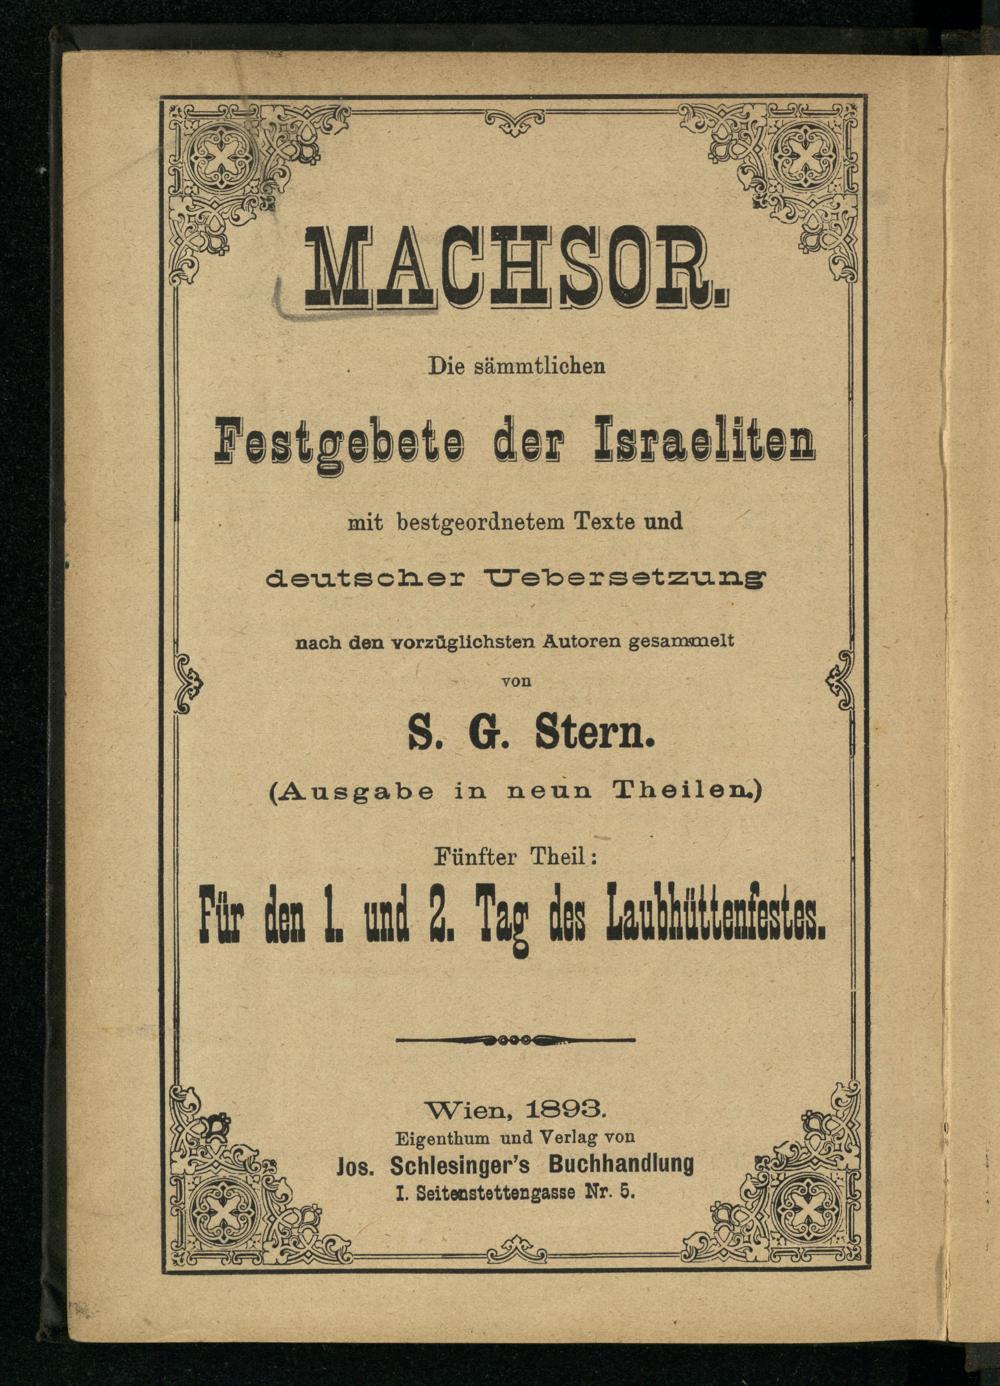 MACHSOR.
Die sämmtlichen
Festgebete der Israeliten
mit bestgeordnetem Texte und
deutscher Uebersetzung
nach den vorzüglichsten Autoren gesammelt
von
S. G. Stern.
(Ausgabe in neun Theilen.)
Fünfter Theil:
Für den 1. und 2. Tag des Laubhüttenfestes.
Wien, 1893.
Eigenthum und Verlag von
Jos. Schlesinger's Buchhandlung
I. Seitenstettengasse Nr. 5.